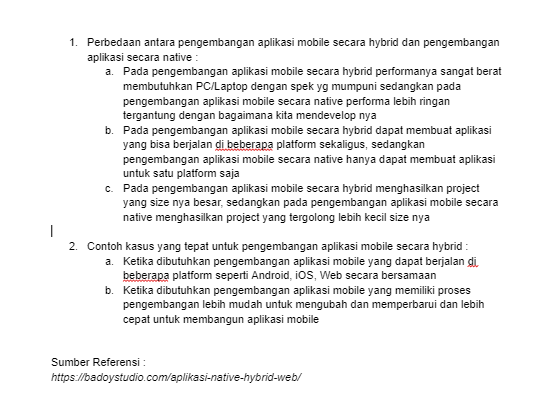 1. Perbedaan antara pengembangan aplikasi mobile secara hybrid dan pengembangan
aplikasi secara native :
a. Pada pengembangan aplikasi mobile secara hybrid performanya sangat berat
membutuhkan PC/Laptop dengan spek yg mumpuni sedangkan pada
pengembangan aplikasi mobile secara native performa lebih ringan
tergantung dengan bagaimana kita mendevelop nya
b. Pada pengembangan aplikasi mobile secara hybrid dapat membuat aplikasi
yang bisa berjalan di beberapa platform sekaligus, sedangkan
pengembangan aplikasi mobile secara native hanya dapat membuat aplikasi
untuk satu platform saja
c. Pada pengembangan aplikasi mobile secara hybrid menghasilkan project
yang size nya besar, sedangkan pada pengembangan aplikasi mobile secara
native menghasilkan project yang tergolong lebih kecil size nya
2. Contoh kasus yang tepat untuk pengembangan aplikasi mobile secara hybrid :
a. Ketika dibutuhkan pengembangan aplikasi mobile yang dapat berjalan di
beberapa platform seperti Android, iOS, Web secara bersamaan
b. Ketika dibutuhkan pengembangan aplikasi mobile yang memiliki proses
pengembangan lebih mudah untuk mengubah dan memperbarui dan lebih
cepat untuk membangun aplikasi mobile
Sumber Referensi :
https://badoystudio.com/aplikasi-native-hybrid-web/